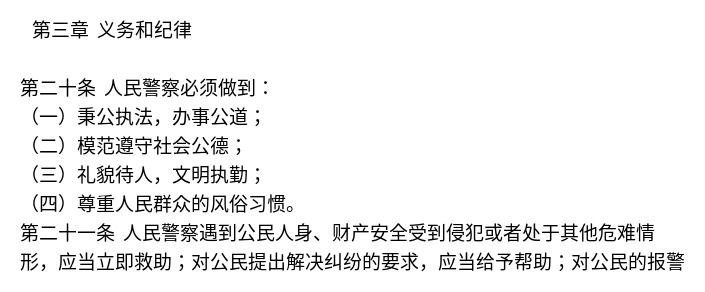 第三章 义务和纪律
第二十条 人民警察必须做到：
（一）秉公执法，办事公道；
（二）模范遵守社会公德；
（三）礼貌待人，文明执勤；
（四）尊重人民群众的风俗习惯。
第二十一条 人民警察遇到公民人身、财产安全受到侵犯或者处于其他危难情
形，应当立即救助；对公民提出解决纠纷的要求，应当给予帮助；对公民的报警